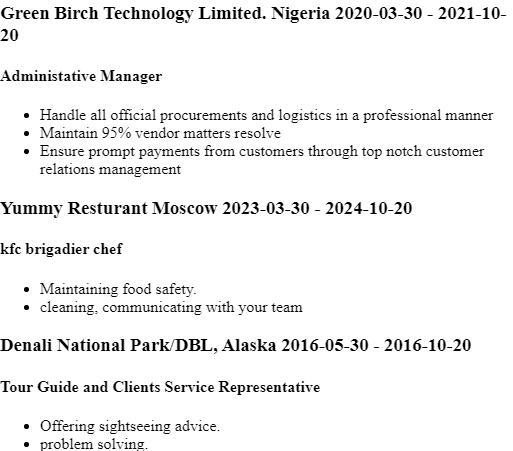 Green Birch Technology Limited. Nigeria 2020-03-30 - 2021-10-
20
Administative Manager
• Handle all official procurements and logistics in a professional manner
• Maintain 95% vendor matters resolve
• Ensure prompt payments from customers through top notch customer
relations management
Yummy Resturant Moscow 2023-03-30 - 2024-10-20
kfc brigadier chef
• Maintaining food safety.
• cleaning, communicating with your team
Denali National Park/DBL, Alaska 2016-05-30 - 2016-10-20
Tour Guide and Clients Service Representative
• Offering sightseeing advice.
• problem solving.